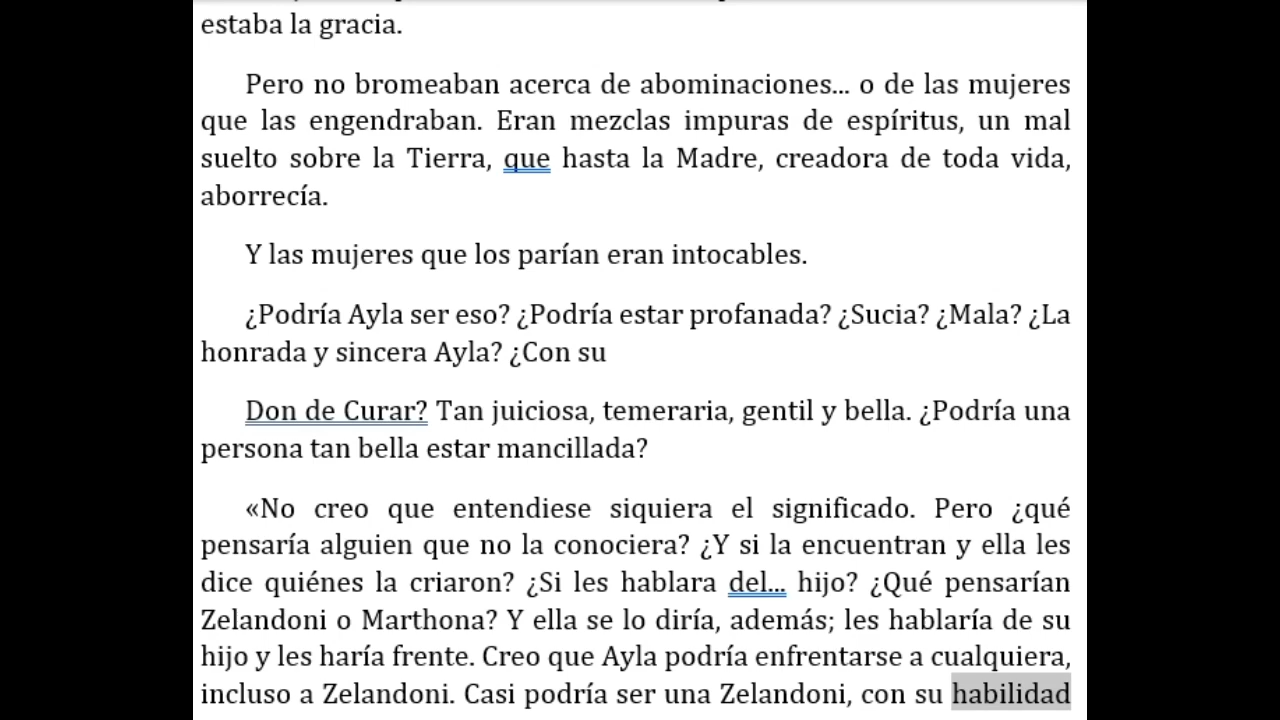 estaba la gracia.
Pero no bromeaban acerca de abominaciones... o de las mujeres
que las engendraban. Eran mezclas impuras de espíritus, un mal
suelto sobre la Tierra, que hasta la Madre, creadora de toda vida,
aborrecía.
Y las mujeres que los parían eran intocables.
¿Podría Ayla ser eso? ¿Podría estar profanada? ¿Sucia? ¿Mala? ¿La
honrada y sincera Ayla? ¿Con su
Don de Curar? Tan juiciosa, temeraria, gentil y bella. ¿Podría una
persona tan bella estar mancillada?
«No creo que entendiese siquiera el significado. Pero ¿qué
pensaría alguien que no la conociera? ¿Y si la encuentran y ella les
dice quiénes la criaron? ¿Si les hablara del... hijo? ¿Qué pensarían
Zelandoni o Marthona? Y ella se lo diría, además; les hablaría de su
hijo y les haría frente. Creo que Ayla podría enfrentarse a cualquiera,
incluso a Zelandoni. Casi podría ser una Zelandoni, con su habilidad